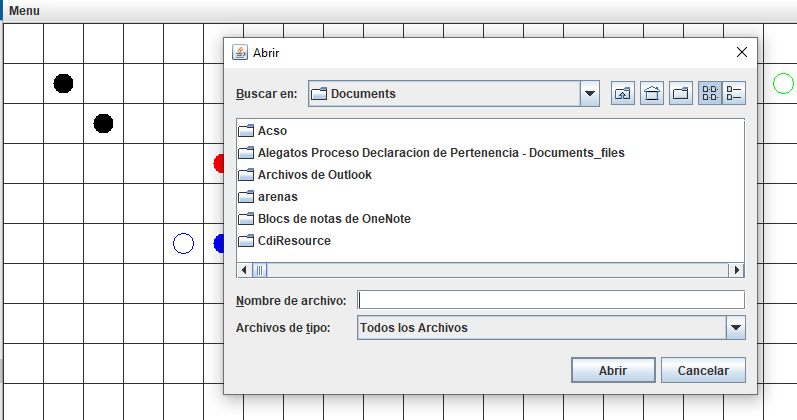 Menu
Abrir
Buscar en: Documents
Acso
Alegatos Proceso Declaracion de Pertenencia - Documents_files
Archivos de Outlook
arenas
Blocs de notas de OneNote
CdiResource
Nombre de archivo:
Archivos de tipo: Todos los Archivos
Abrir Cancelar